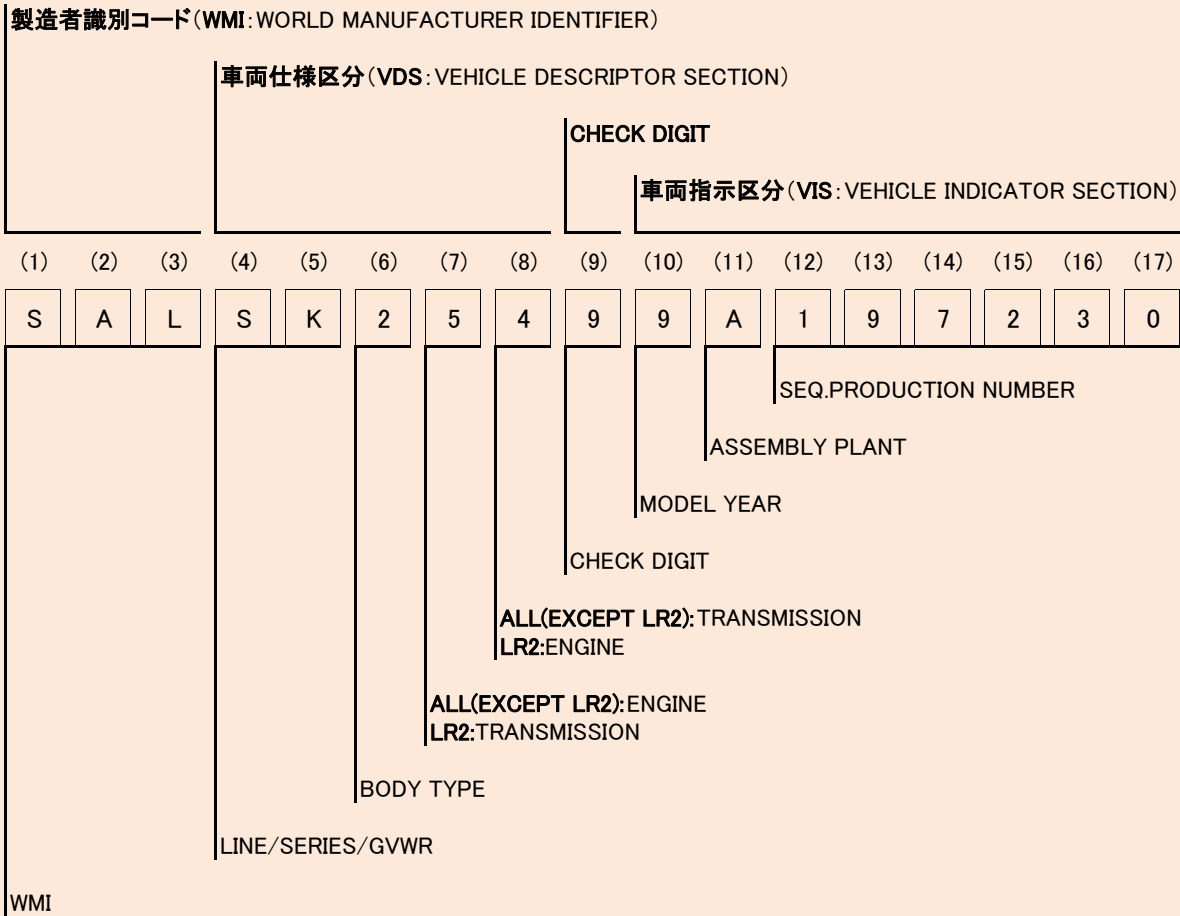 製造者識別コード(WMI:WORLD MANUFACTURER IDENTIFIER)
車両仕様区分(VDS:VEHICLE DESCRIPTOR SECTION)
CHECK DIGIT
車両指示区分(VIS:VEHICLE INDICATOR SECTION)
(1) (2) (3) (4) (5) (6) (7) (8) (9) (10) (11) (12) (13) (14) (15) (16) (17)
S A L S K 2 5 4 9 9 A 1 9 7 2 3 0
SEQ.PRODUCTION NUMBER
ASSEMBLY PLANT
MODEL YEAR
CHECK DIGIT
ALL(EXCEPT LR2):TRANSMISSION
LR2:ENGINE
ALL(EXCEPT LR2):ENGINE
LR2:TRANSMISSION
BODY TYPE
LINE/SERIES/GVWR
WMI